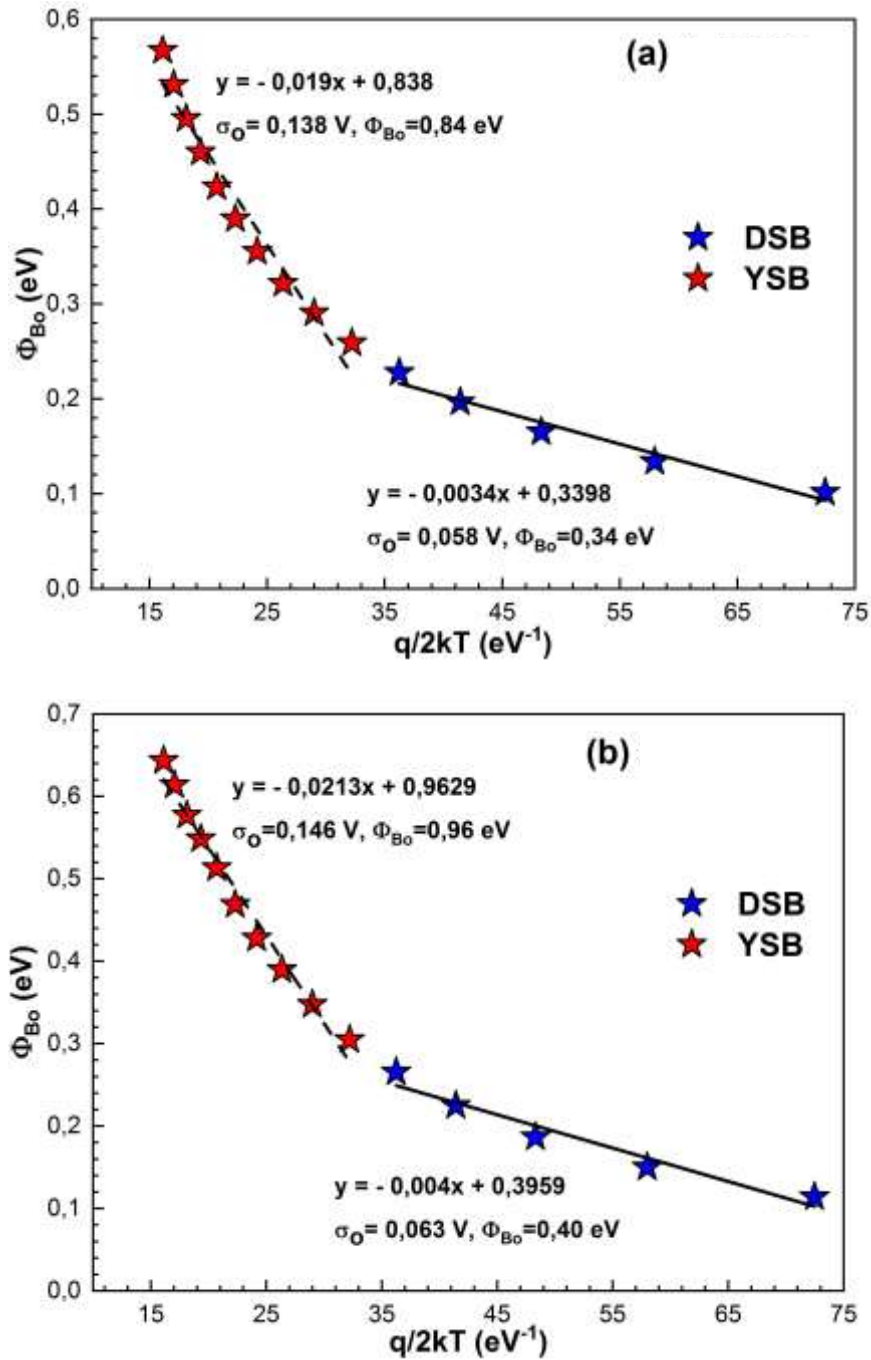 0,6
(a)
y = - 0,019x + 0,838
σo= 0,138 V, ΦBo=0,84 eV
0,5
0,4
DSB
YSB
0,3
ΦBo (eV)
0,2
y = - 0,0034x + 0,3398
σo= 0,058 V, ΦBo=0,34 eV
0,1
0,0
15 25 35 45 55 65 75
q/2kT (eV-1)
0,7
(b)
y = - 0,0213x + 0,9629
σo=0,146 V, ΦBo=0,96 eV
0,6
0,5
DSB
YSB
0,4
ΦBo (eV)
0,3
0,2
y = - 0,004x + 0,3959
σo= 0,063 V, ΦBo=0,40 eV
0,1
0,0
15 25 35 45 55 65 75
q/2kT (eV-1)